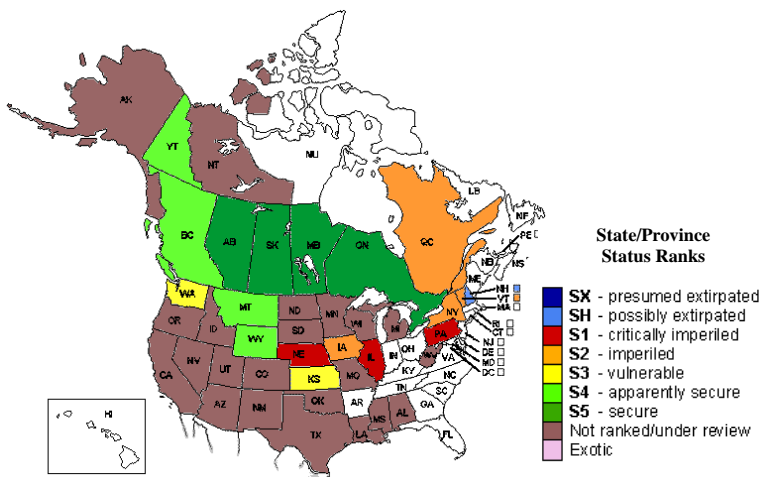 AK
YT
NT
NU
BC
AB
SK
MB
ON
QC
LB
NF
PE
NB
NS
ME
NH
VT
MA
RI
CT
NJ
DE
MD
DC
WA
MT
ND
MN
OR
ID
WY
SD
WI
MI
NY
PA
NE
IA
IL
IN
OH
NV
UT
CO
KS
MO
KY
WV
VA
CA
AZ
NM
OK
AR
TN
NC
SC
TX
LA
MS
AL
GA
FL
HI
State/Province
Status Ranks
SX - presumed extirpated
SH - possibly extirpated
S1 - critically imperiled
S2 - imperiled
S3 - vulnerable
S4 - apparently secure
S5 - secure
Not ranked/under review
Exotic